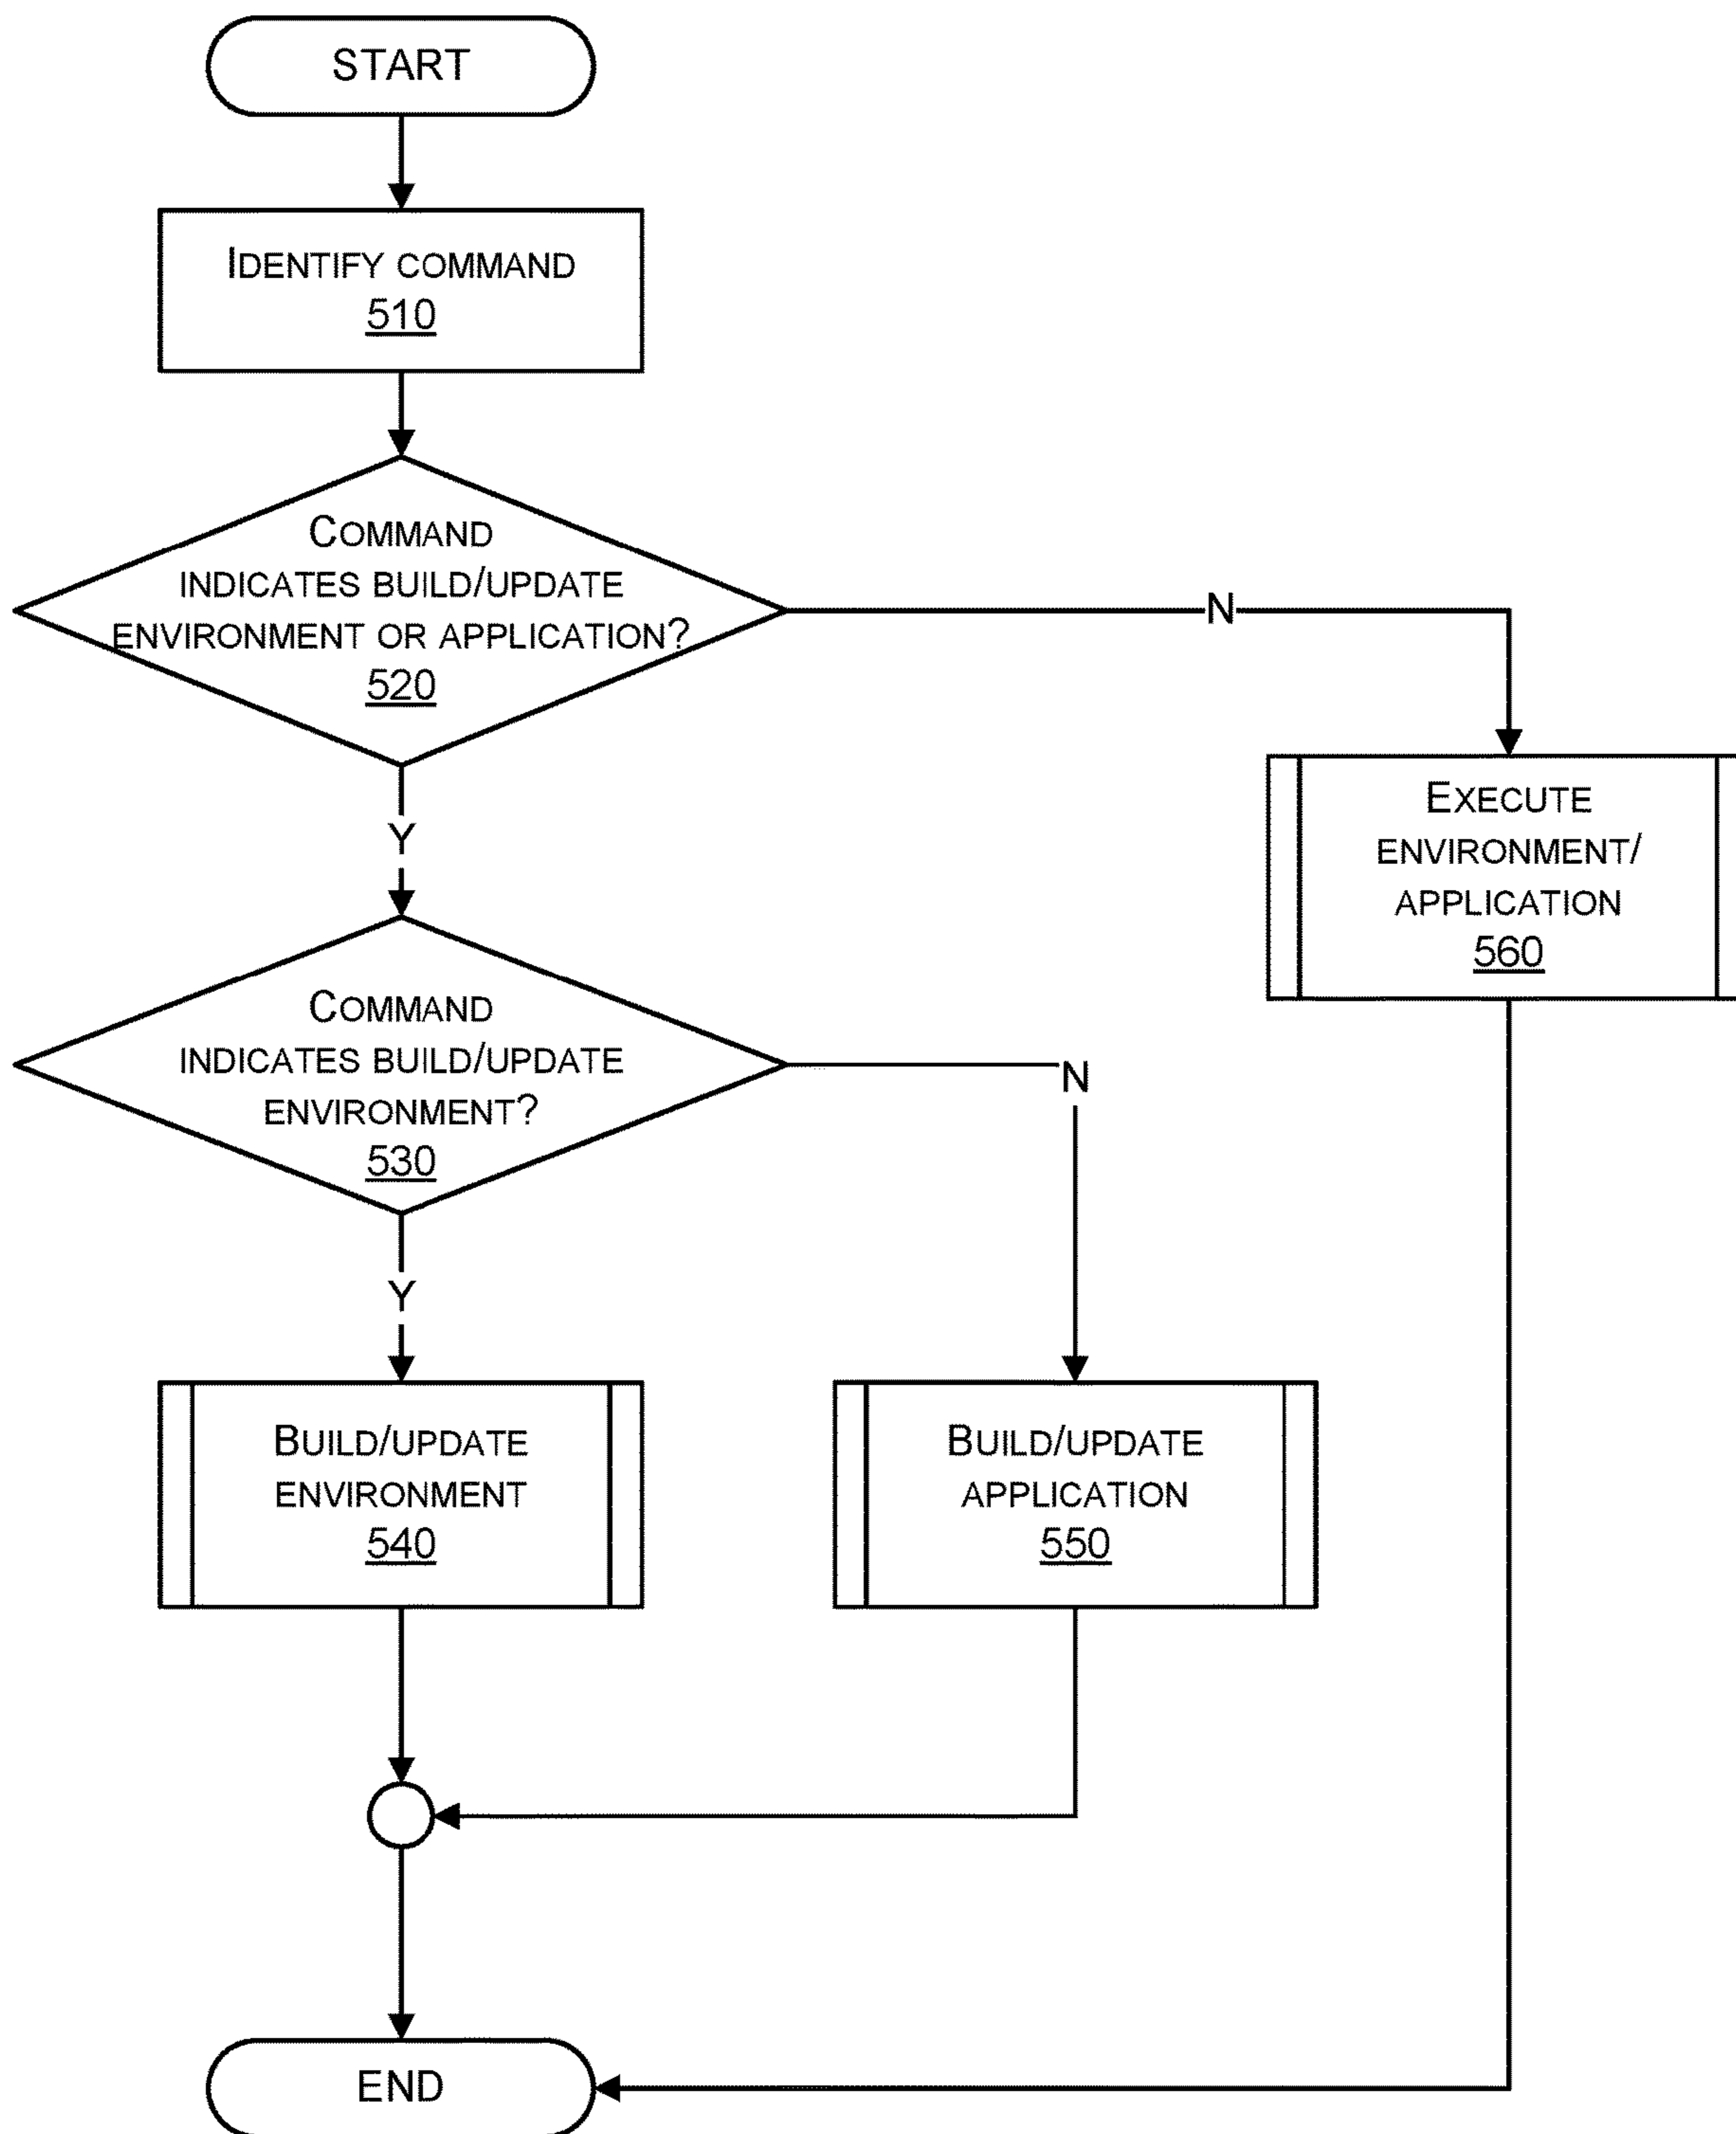 START
IDENTIFY COMMAND
510
COMMAND
INDICATES BUILD/UPDATE
ENVIRONMENT OR APPLICATION?
520
N
Y
EXECUTE
ENVIRONMENT/
APPLICATION
560
COMMAND
INDICATES BUILD/UPDATE
ENVIRONMENT?
530
N
Y
BUILD/UPDATE
ENVIRONMENT
540
BUILD/UPDATE
APPLICATION
550
END